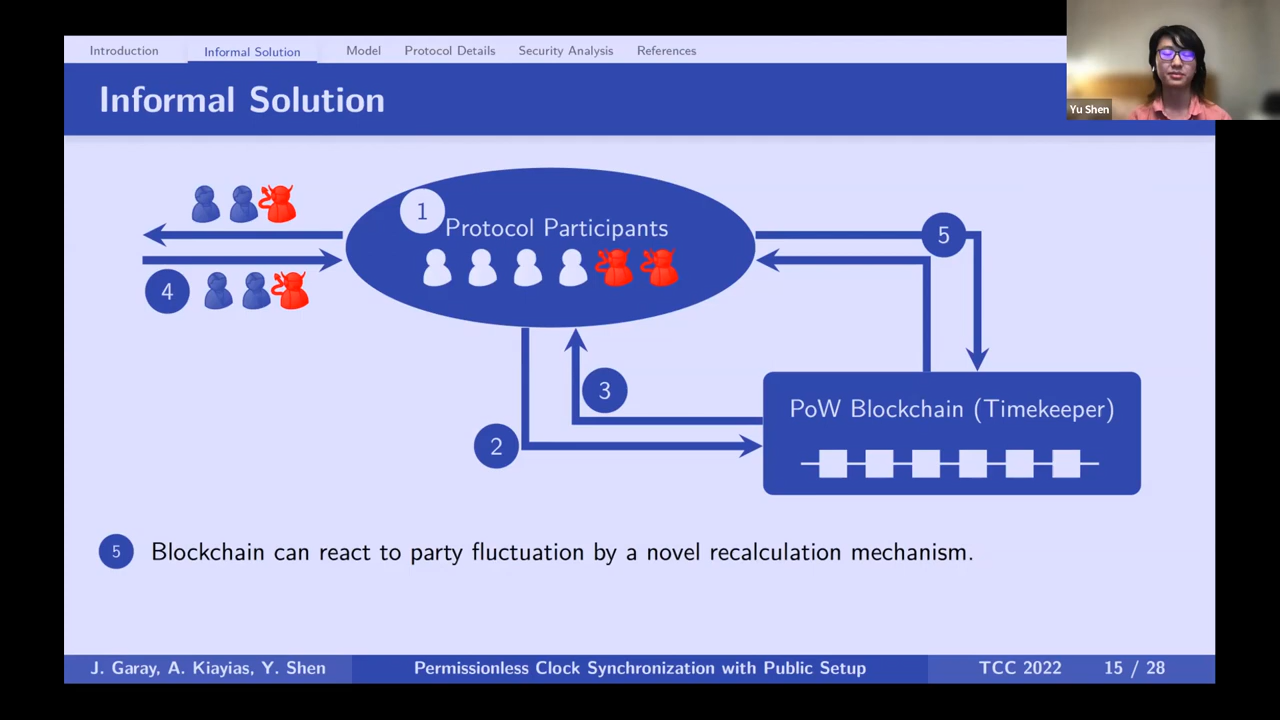 Introduction Informal Solution Model Protocol Details Security Analysis References
Informal Solution
Yu Shen
1
Protocol Participants
5
4
3
2
PoW Blockchain (Timekeeper)
5 Blockchain can react to party fluctuation by a novel recalculation mechanism.
J. Garay, A. Kiayias, Y. Shen Permissionless Clock Synchronization with Public Setup TCC 2022 15 / 28